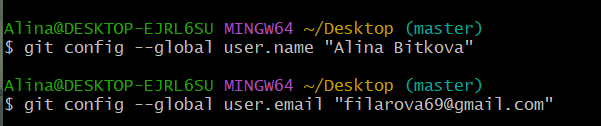 Alina@DESKTOP-EJRL6SU MINGW64 ~/Desktop (master)
$ git config --global user.name "Alina Bitkova"
Alina@DESKTOP-EJRL6SU MINGW64 ~/Desktop (master)
$ git config --global user.email "filarova69@gmail.com"